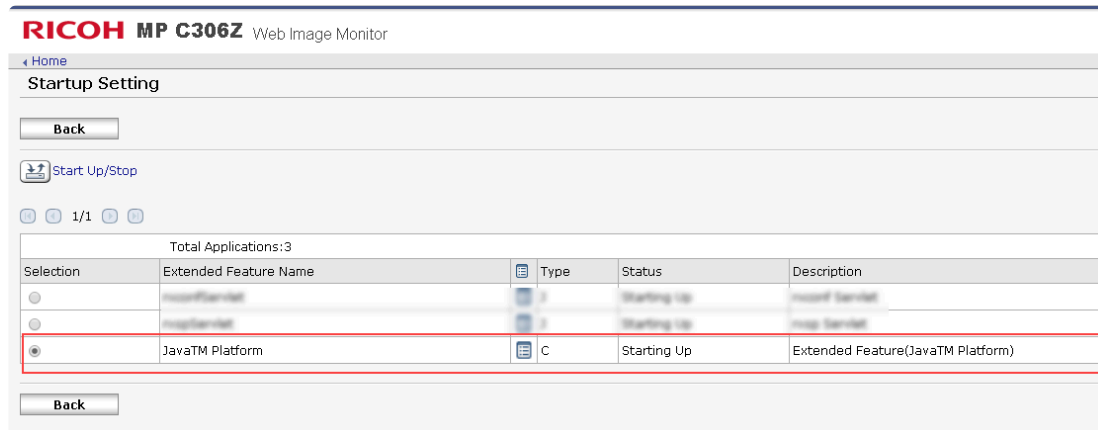 RICOH MP C306Z Web Image Monitor
Home
Startup Setting
Back
Start Up/Stop
1/1
Total Applications:3
Selection Extended Feature Name Type Status Description
JavaTM Platform C Starting Up Extended Feature(JavaTM Platform)
Back